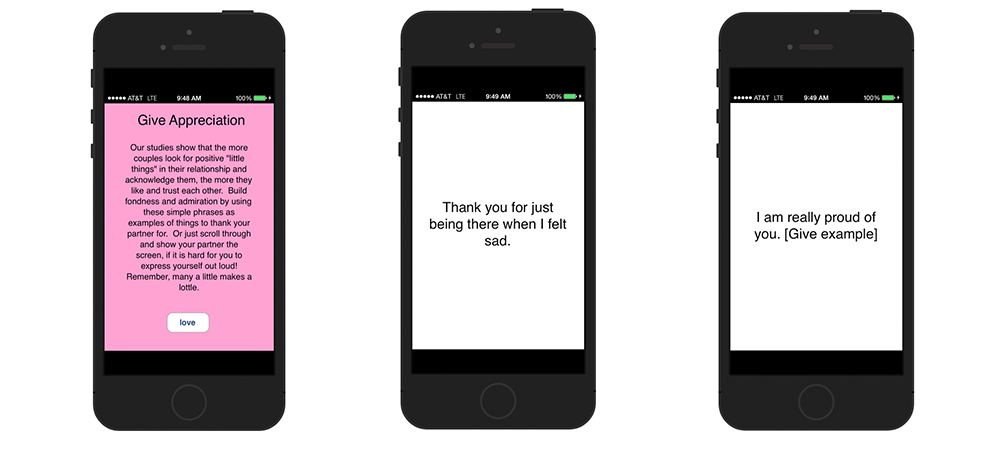 AT&T LTE 9:48 AM 100%
Give Appreciation
Our studies show that the more
couples look for positive "little
things" in their relationship and
acknowledge them, the more they
like and trust each other. Build
fondness and admiration by using
these simple phrases as
examples of things to thank your
partner for. Or just scroll through
and show your partner the
screen, if it is hard for you to
express yourself out loud!
Remember, many a little makes a
lottle.
love
AT&T LTE 9:49 AM 100%
Thank you for just
being there when I felt
sad.
AT&T LTE 9:49 AM 100%
I am really proud of
you. [Give example]